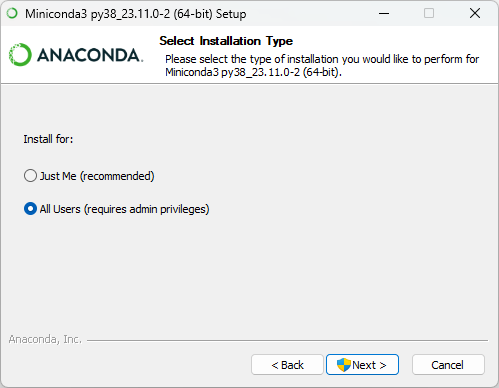 Miniconda3 py38_23.11.0-2 (64-bit) Setup
ANACONDA.
Select Installation Type
Please select the type of installation you would like to perform for
Miniconda3 py38_23.11.0-2 (64-bit).
Install for:
Just Me (recommended)
All Users (requires admin privileges)
Anaconda, Inc.
< Back
Next >
Cancel